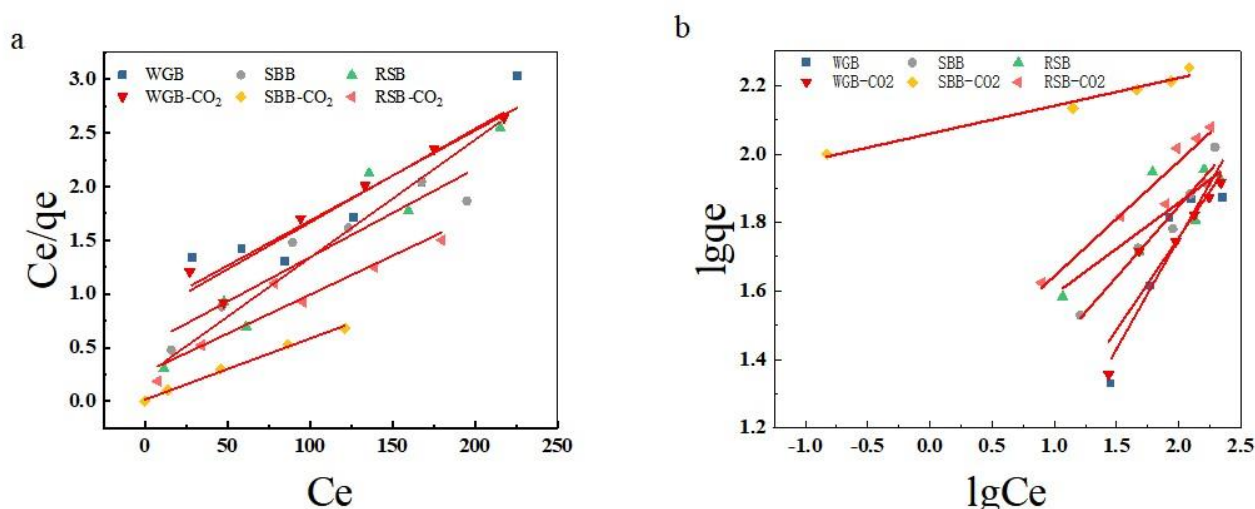 a
WGB SBB RSB
WGB-CO₂ SBB-CO₂ RSB-CO₂
3.0
2.5
2.0
1.5
1.0
0.5
0.0
Ce/qe
0 50 100 150 200 250
Ce
b
WGB SBB RSB
WGB-CO2 SBB-CO2 RSB-CO2
2.2
2.0
1.8
1.6
1.4
1.2
lgqe
-1.0 -0.5 0.0 0.5 1.0 1.5 2.0 2.5
lgCe